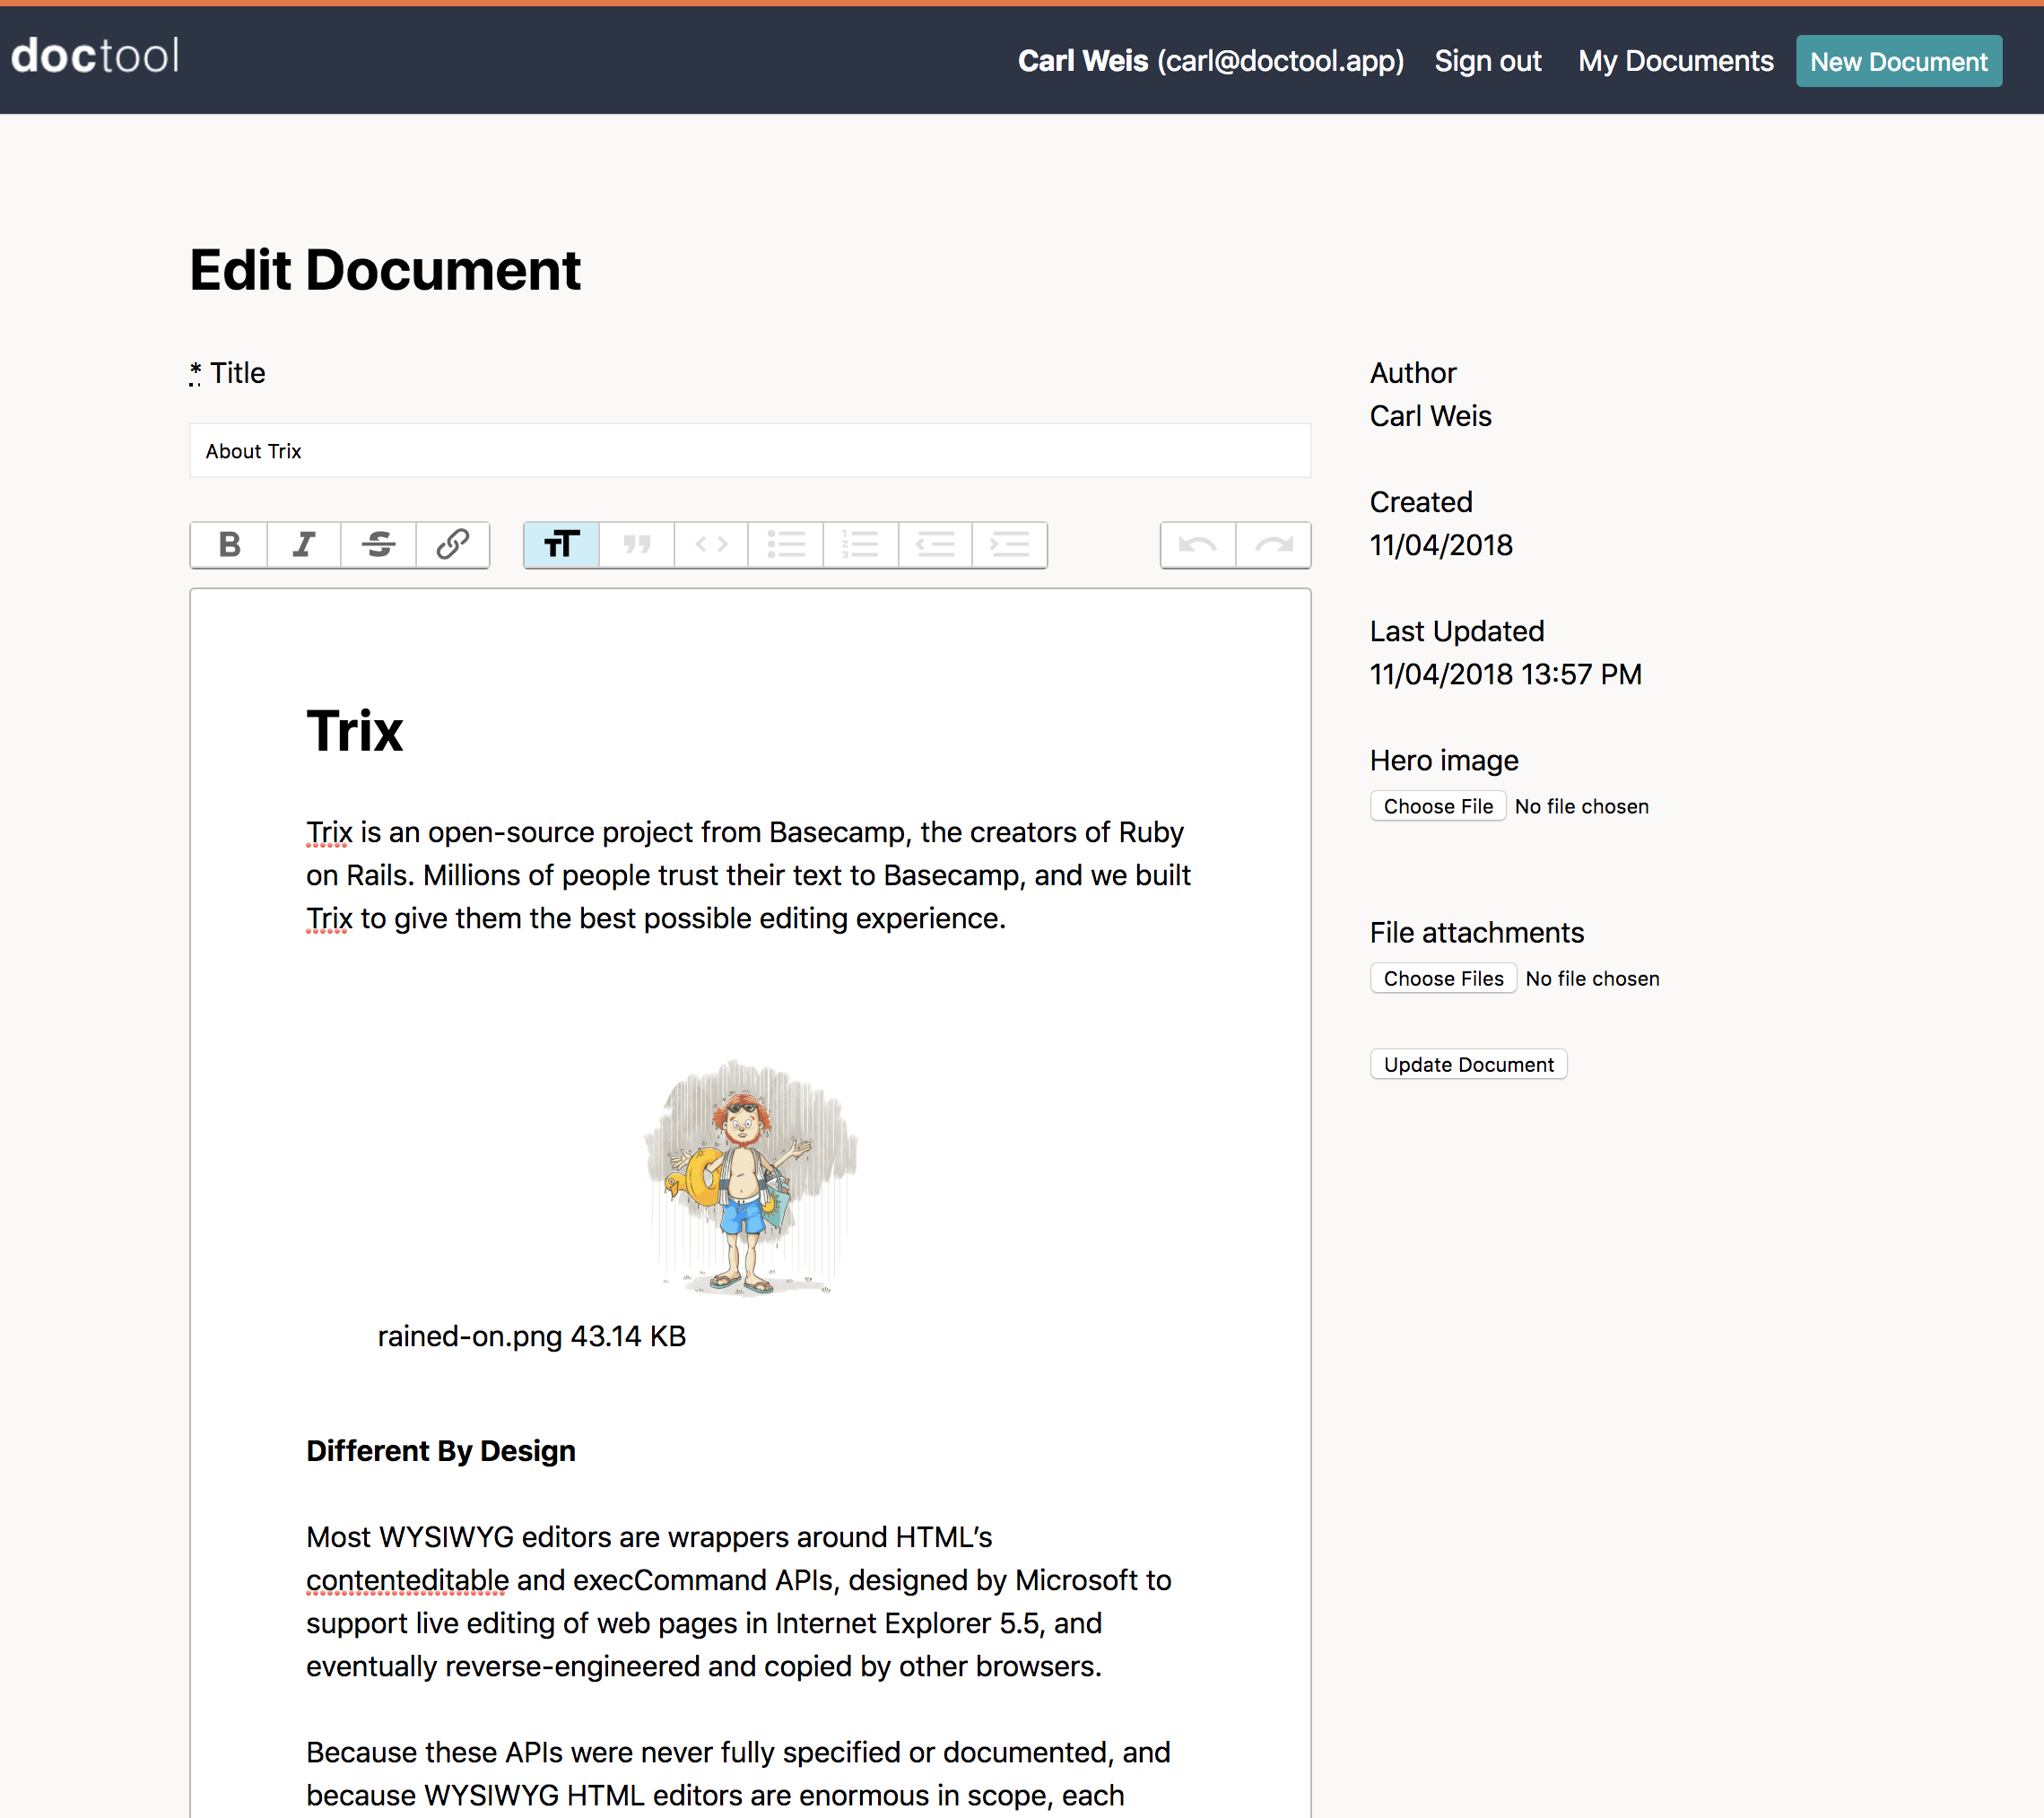 doctool
Carl Weis (carl@doctool.app) Sign out My Documents New Document
Edit Document
* Title
About Trix
Author
Carl Weis
Created
11/04/2018
Last Updated
11/04/2018 13:57 PM
Hero image
Choose File No file chosen
File attachments
Choose Files No file chosen
Update Document
Trix
Trix is an open-source project from Basecamp, the creators of Ruby
on Rails. Millions of people trust their text to Basecamp, and we built
Trix to give them the best possible editing experience.
rained-on.png 43.14 KB
Different By Design
Most WYSIWYG editors are wrappers around HTML’s
contenteditable and execCommand APIs, designed by Microsoft to
support live editing of web pages in Internet Explorer 5.5, and
eventually reverse-engineered and copied by other browsers.
Because these APIs were never fully specified or documented, and
because WYSIWYG HTML editors are enormous in scope, each